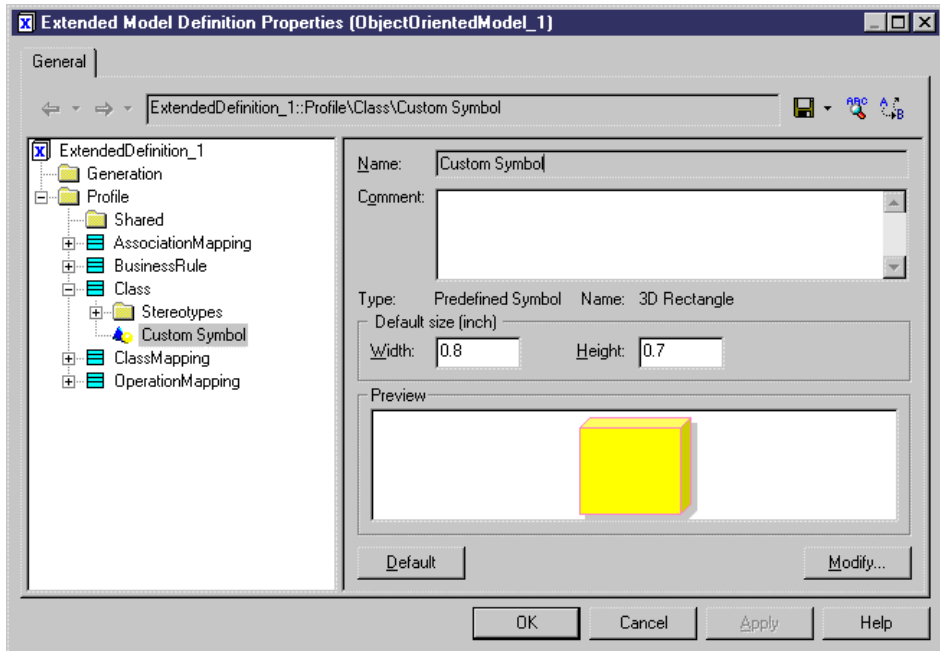 Extended Model Definition Properties (ObjectOrientedModel_1)
General
ExtendedDefinition_1::Profile\Class\Custom Symbol
ABC
A
B
ExtendedDefinition_1
Generation
Profile
Shared
AssociationMapping
BusinessRule
Class
Stereotypes
Custom Symbol
ClassMapping
OperationMapping
Name: Custom Symbol
Comment:
Type: Predefined Symbol Name: 3D Rectangle
Default size (inch)
Width: 0.8 Height: 0.7
Preview
Default Modify...
OK Cancel Apply Help